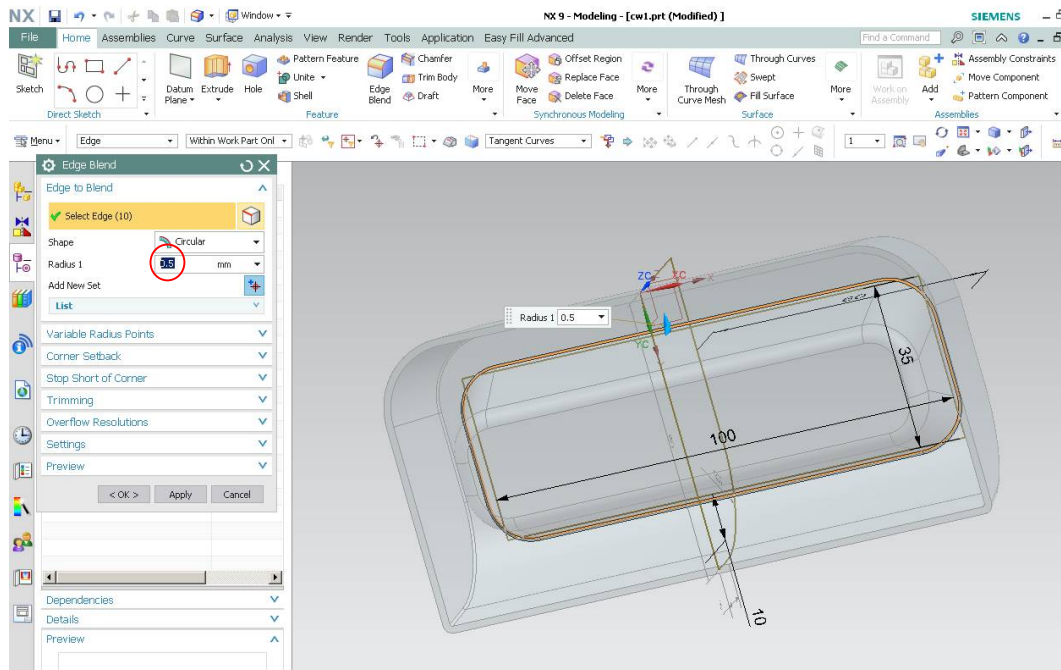 NX Window NX 9 - Modeling - [cw1.prt (Modified) ] SIEMENS
File Home Assemblies Curve Surface Analysis View Render Tools Application Easy Fill Advanced Find a Command
Sketch
Direct Sketch
Datum Plane
Extrude
Hole
Pattern Feature
Unite
Shell
Edge Blend
Chamfer
Trim Body
Draft
More
Feature
Move Face
Offset Region
Replace Face
Delete Face
More
Synchronous Modeling
Through Curve Mesh
Through Curves
Swept
Fill Surface
More
Surface
Work on Assembly
Add
Assembly Constraints
Move Component
Pattern Component
Assemblies
Menu Edge Within Work Part Onl Tangent Curves 1
Edge Blend
Edge to Blend
Select Edge (10)
Shape Circular
Radius 1 0.5 mm
Add New Set
List
Variable Radius Points
Corner Setback
Stop Short of Corner
Trimming
Overflow Resolutions
Settings
Preview
< OK > Apply Cancel
Dependencies
Details
Preview
ZC XC X
Radius 1 0.5
YC
35
100
10